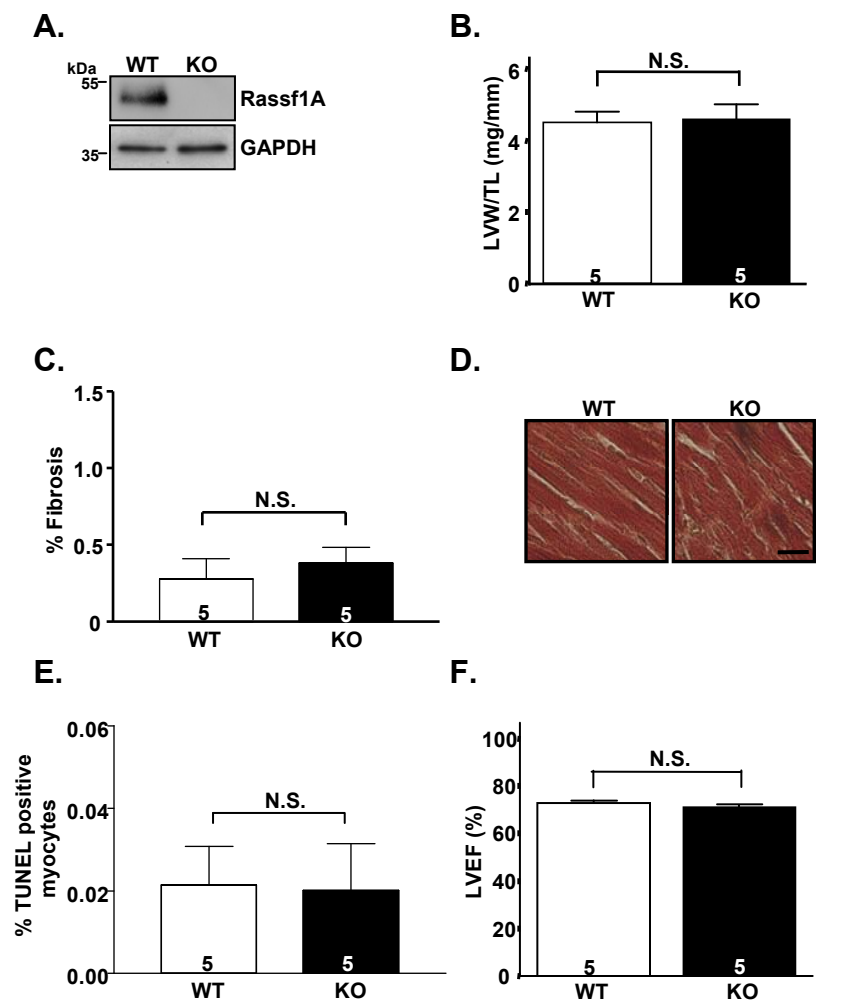 A.
WT KO
kDa
55
Rassf1A
35
GAPDH
B.
N.S.
LVW/TL (mg/mm)
6
4
2
0
5 5
WT KO
C.
% Fibrosis
1.5
1.0
0.5
0
N.S.
5 5
WT KO
D.
WT KO
E.
% TUNEL positive
myocytes
0.06
0.04
0.02
0.00
N.S.
5 5
WT KO
F.
LVEF (%)
100
80
60
40
20
0
N.S.
5 5
WT KO